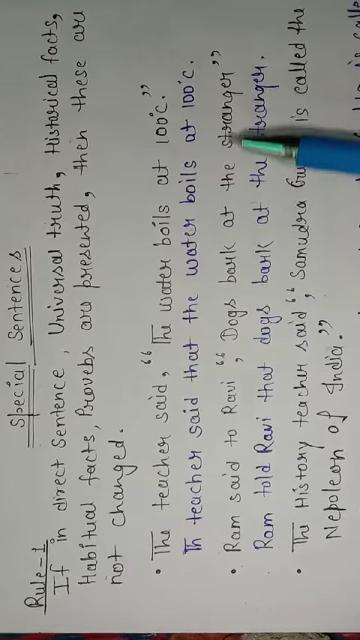 Special Sentences
Rule-1
If in direct Sentence, Universal truth, Historical facts,
Habitual facts, Proverbs are presented, then these are
not changed.
• The teacher said, “The water boils at 100°c.”
Th teacher said that the water boils at 100°c.
• Ram said to Ravi, “Dogs bark at the stranger”
Ram told Ravi that dogs bark at the stranger.
• The History teacher said “Samudra is called the
Nepoleon of India.”